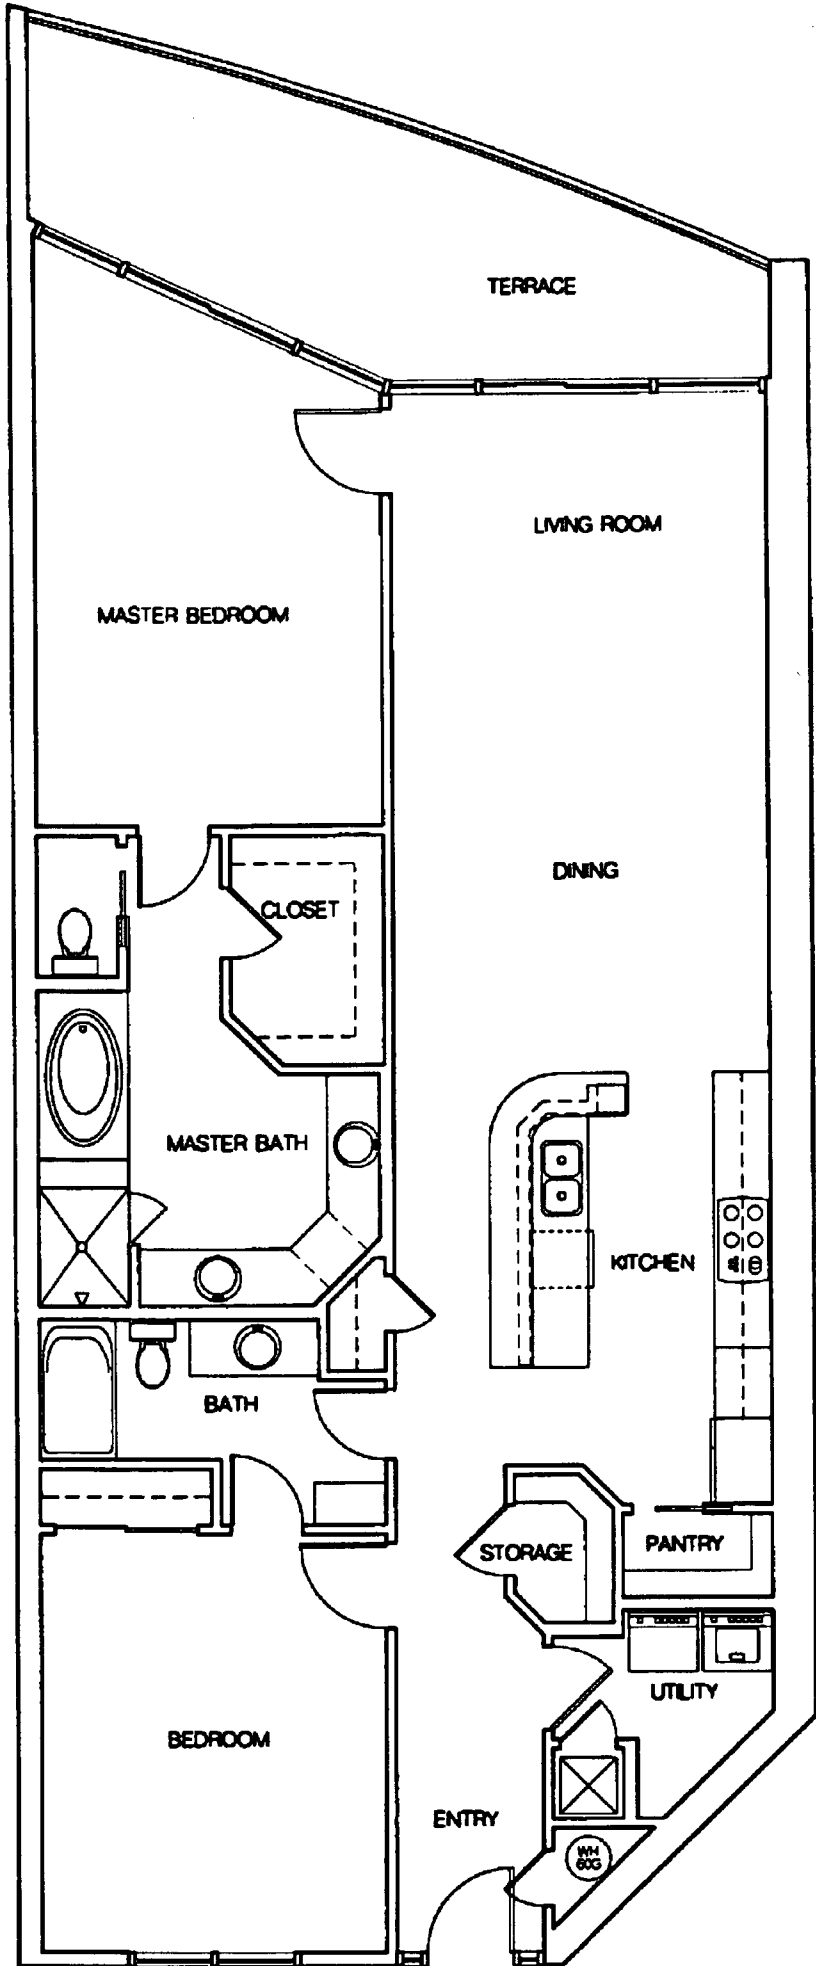 TERRACE
LIVING ROOM
MASTER BEDROOM
DINING
CLOSET
MASTER BATH
KITCHEN
BATH
STORAGE
PANTRY
UTILITY
BEDROOM
ENTRY
WH
60G